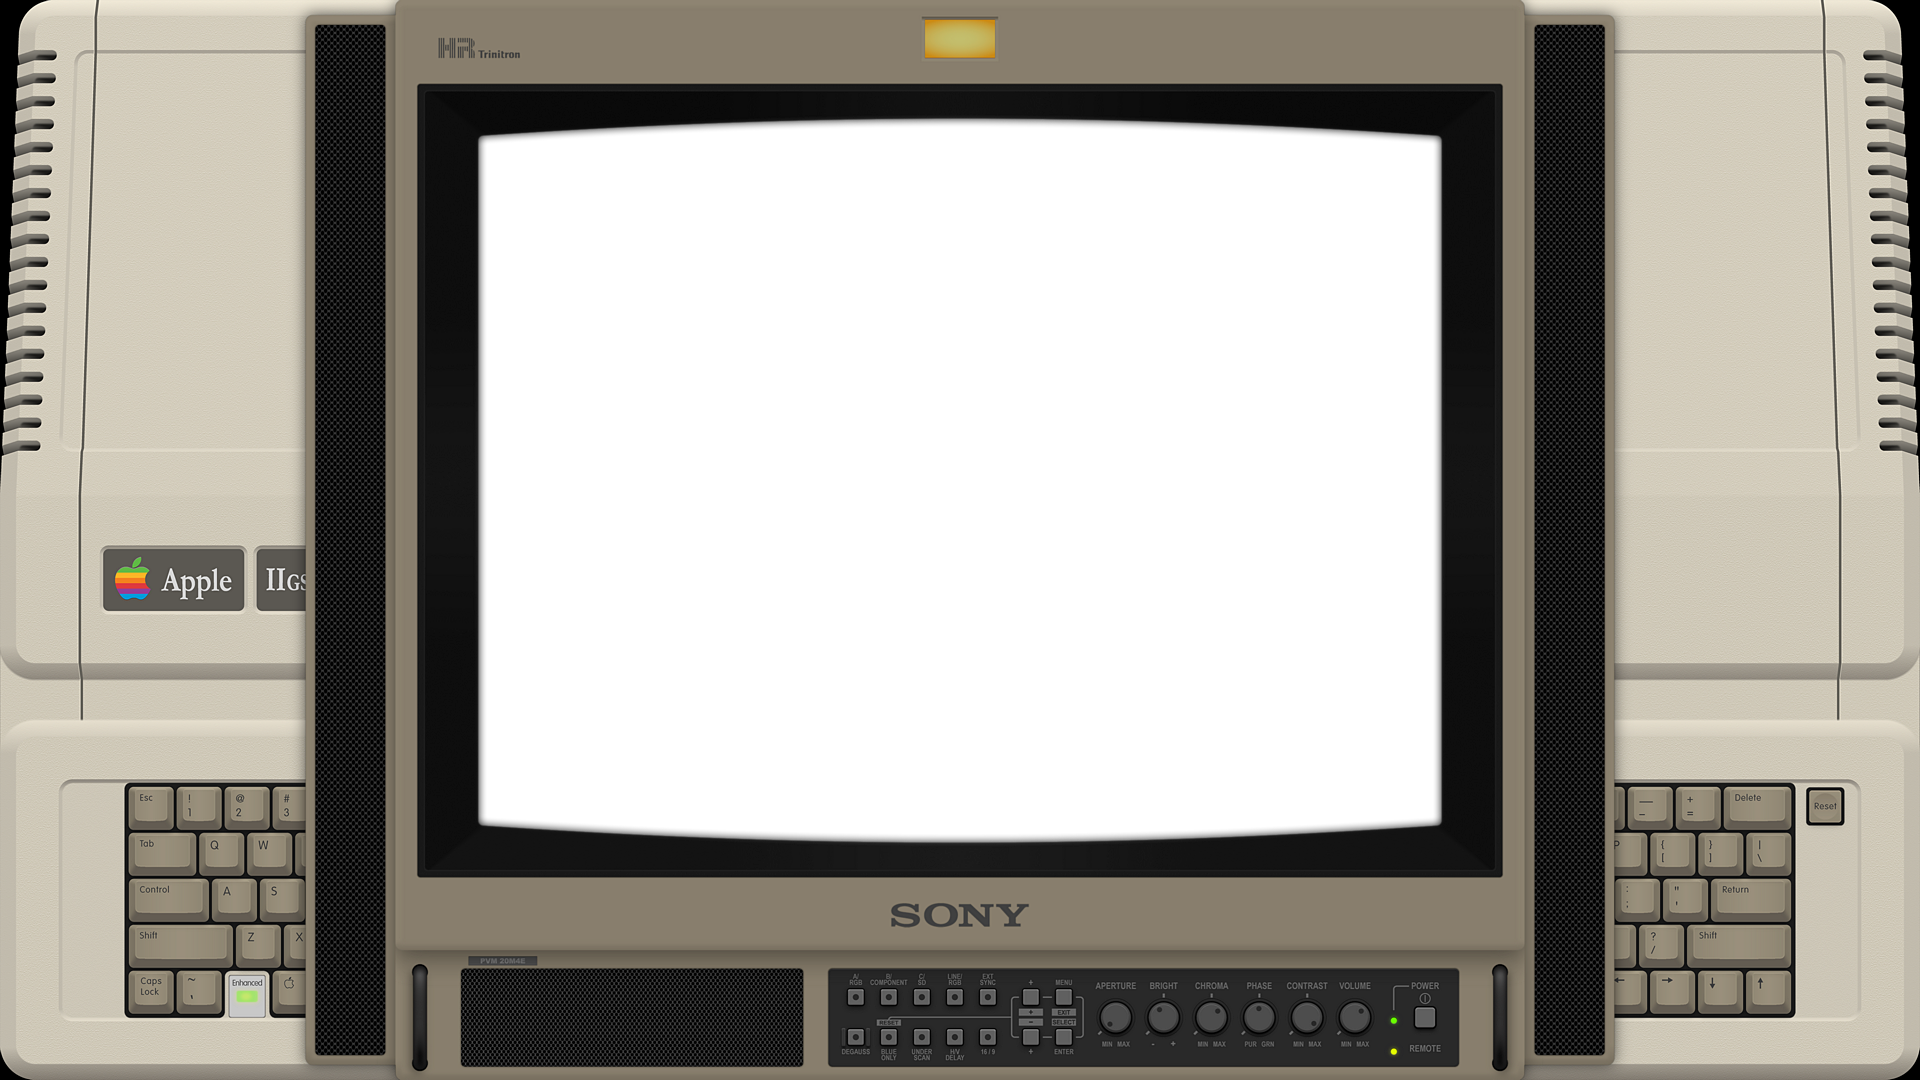 HR Trinitron
Apple
IIGS
Esc
!
1
@
2
#
3
Tab
Q
W
Control
A
S
Shift
Z
X
Caps
Lock
~
Enhanced
—
_
+
=
Delete
Reset
P
{
[
}
]
|
\
:
;
"
'
Return
?
/
Shift
←
→
↓
↑
SONY
PVM 20M4E
A/
RGB
B/
COMPONENT
C/
SD
LINE/
RGB
EXT
SYNC
+
MENU
+
EXIT
−
SELECT
RESET
DEGAUSS
BLUE
ONLY
UNDER
SCAN
H/V
DELAY
16 / 9
+
ENTER
APERTURE
MIN MAX
BRIGHT
- +
CHROMA
MIN MAX
PHASE
PUR GRN
CONTRAST
MIN MAX
VOLUME
MIN MAX
POWER
REMOTE